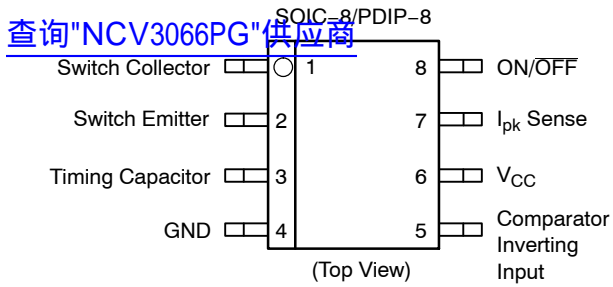 SOIC−8/PDIP−8
查询"NCV3066PG"供应商
Switch Collector 1 8 ON/OFF
Switch Emitter 2 7 Ipk Sense
Timing Capacitor 3 6 VCC
GND 4 5 Comparator
Inverting
Input
(Top View)